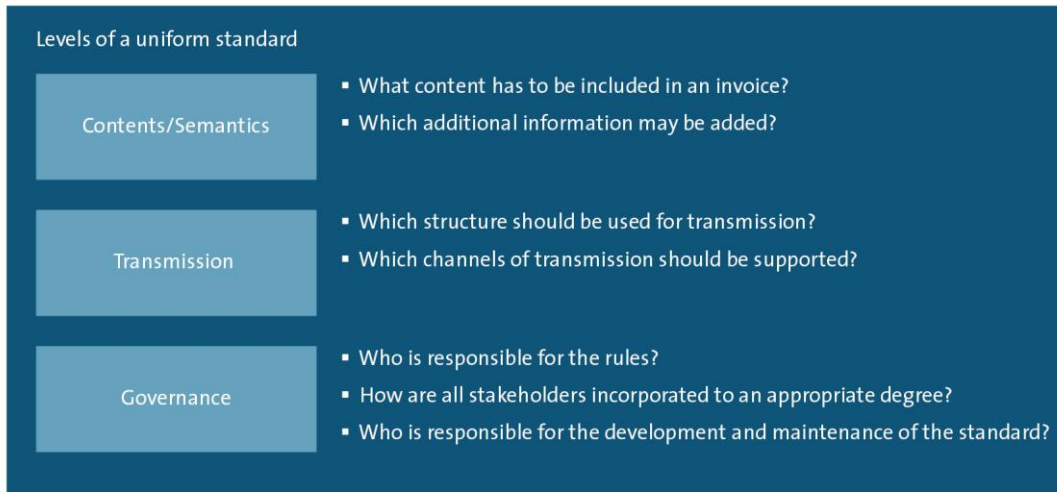 Levels of a uniform standard
Contents/Semantics
▪ What content has to be included in an invoice?
▪ Which additional information may be added?
Transmission
▪ Which structure should be used for transmission?
▪ Which channels of transmission should be supported?
Governance
▪ Who is responsible for the rules?
▪ How are all stakeholders incorporated to an appropriate degree?
▪ Who is responsible for the development and maintenance of the standard?